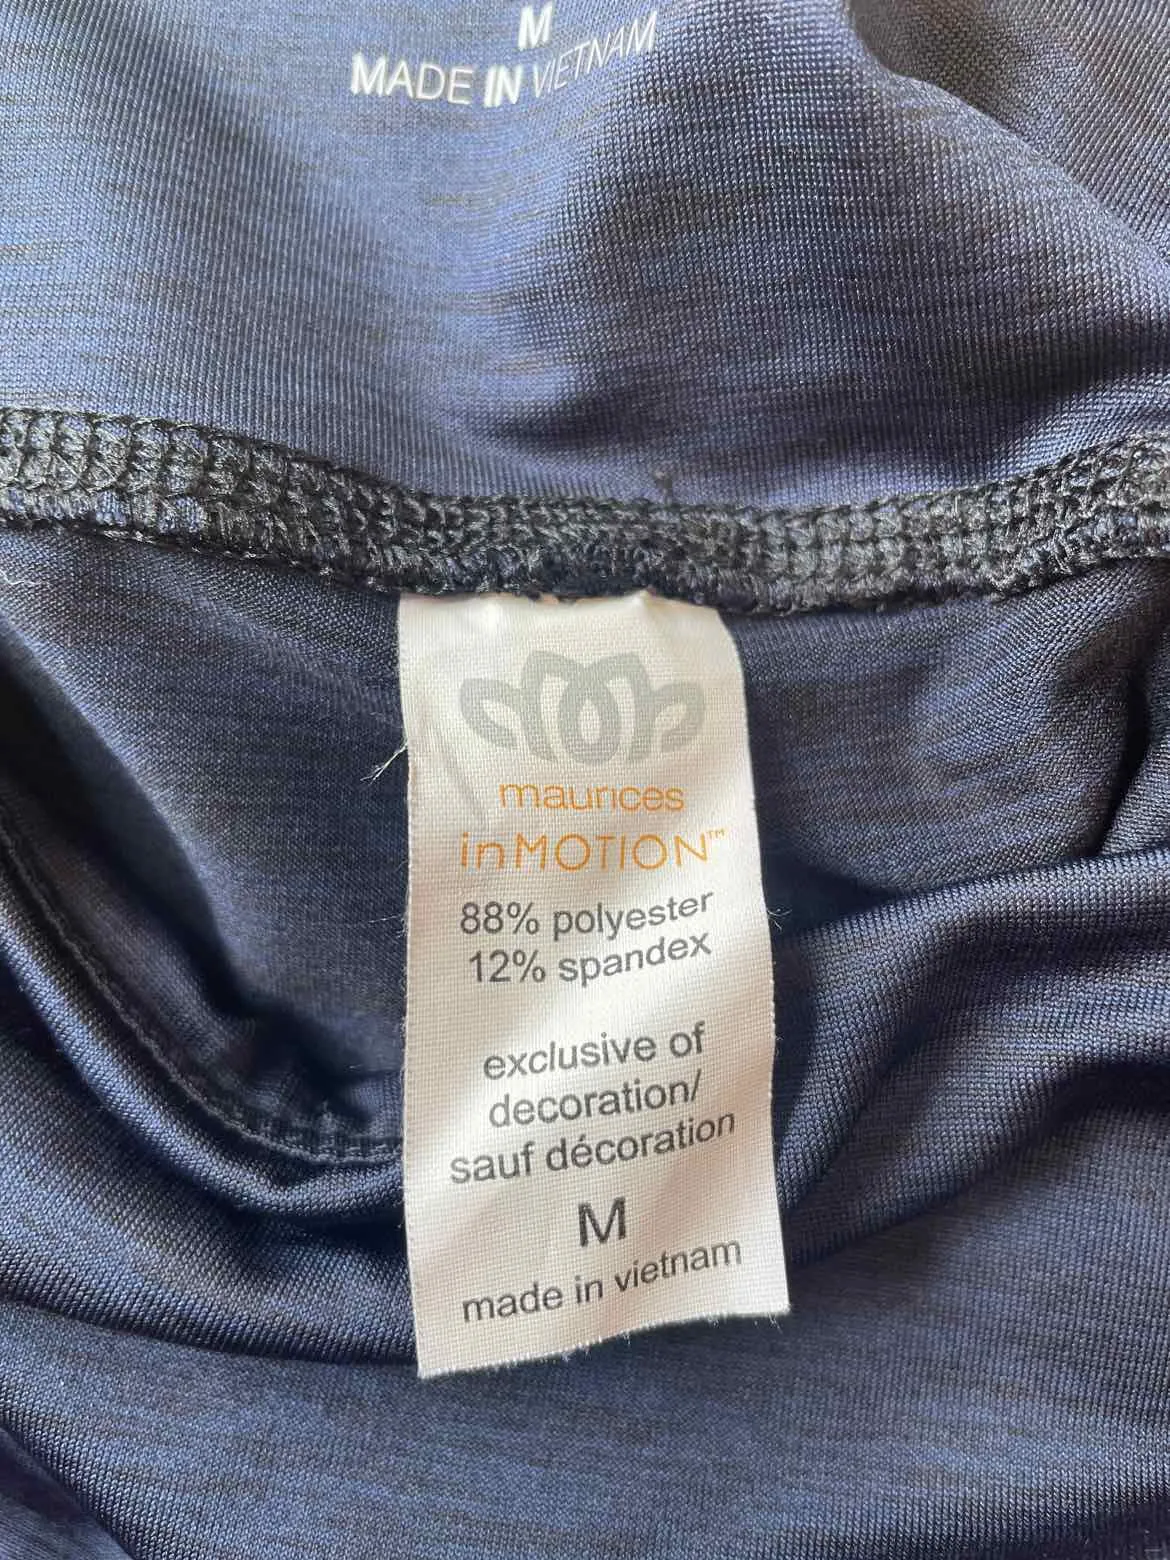 M
MADE IN VIETNAM
maurices
inMOTION™
88% polyester
12% spandex
exclusive of
decoration/
sauf décoration
M
made in vietnam